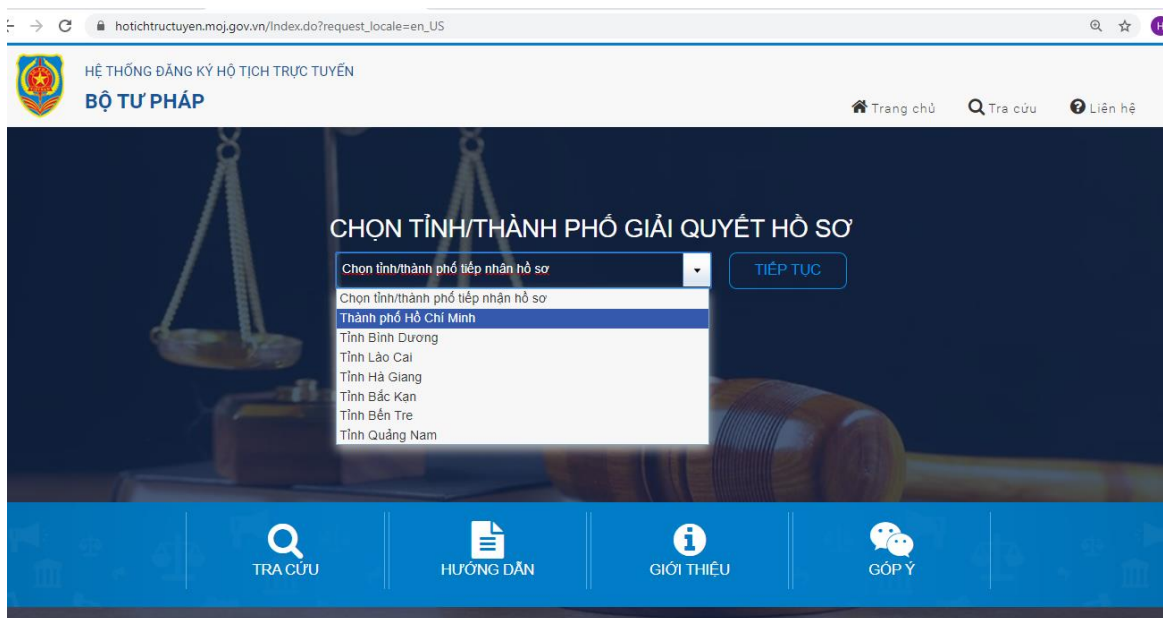 hotichtructuyen.moj.gov.vn/Index.do?request_locale=en_US
HỆ THỐNG ĐĂNG KÝ HỘ TỊCH TRỰC TUYẾN
BỘ TƯ PHÁP
Trang chủ Tra cứu Liên hệ
CHỌN TỈNH/THÀNH PHỐ GIẢI QUYẾT HỒ SƠ
Chọn tỉnh/thành phố tiếp nhân hồ sơ TIẾP TỤC
Chọn tỉnh/thành phố tiếp nhận hồ sơ
Thành phố Hồ Chí Minh
Tỉnh Bình Dương
Tỉnh Lào Cai
Tỉnh Hà Giang
Tỉnh Bắc Kạn
Tỉnh Bến Tre
Tỉnh Quảng Nam
TRA CỨU HƯỚNG DẪN GIỚI THIỆU GÓP Ý